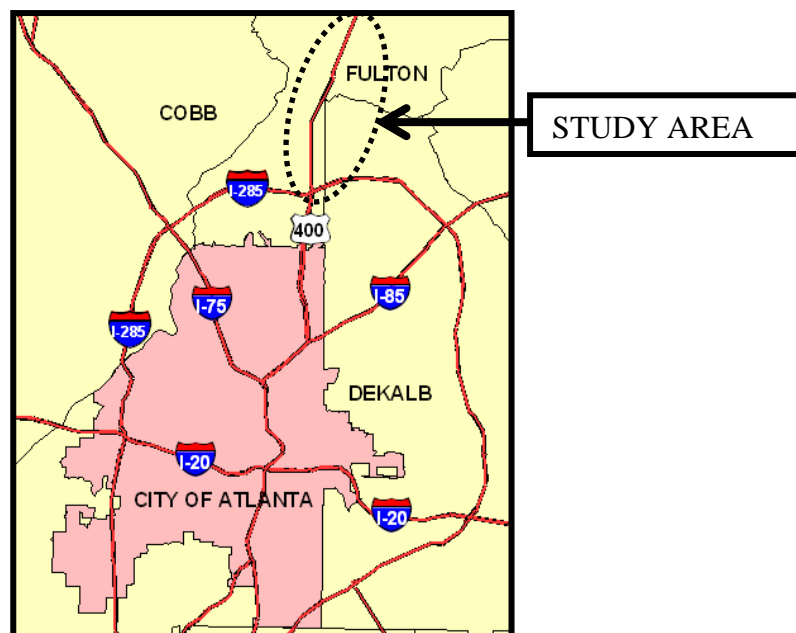 FULTON
COBB
STUDY AREA
I-285
400
I-75
I-85
I-285
DEKALB
I-20
CITY OF ATLANTA
I-20